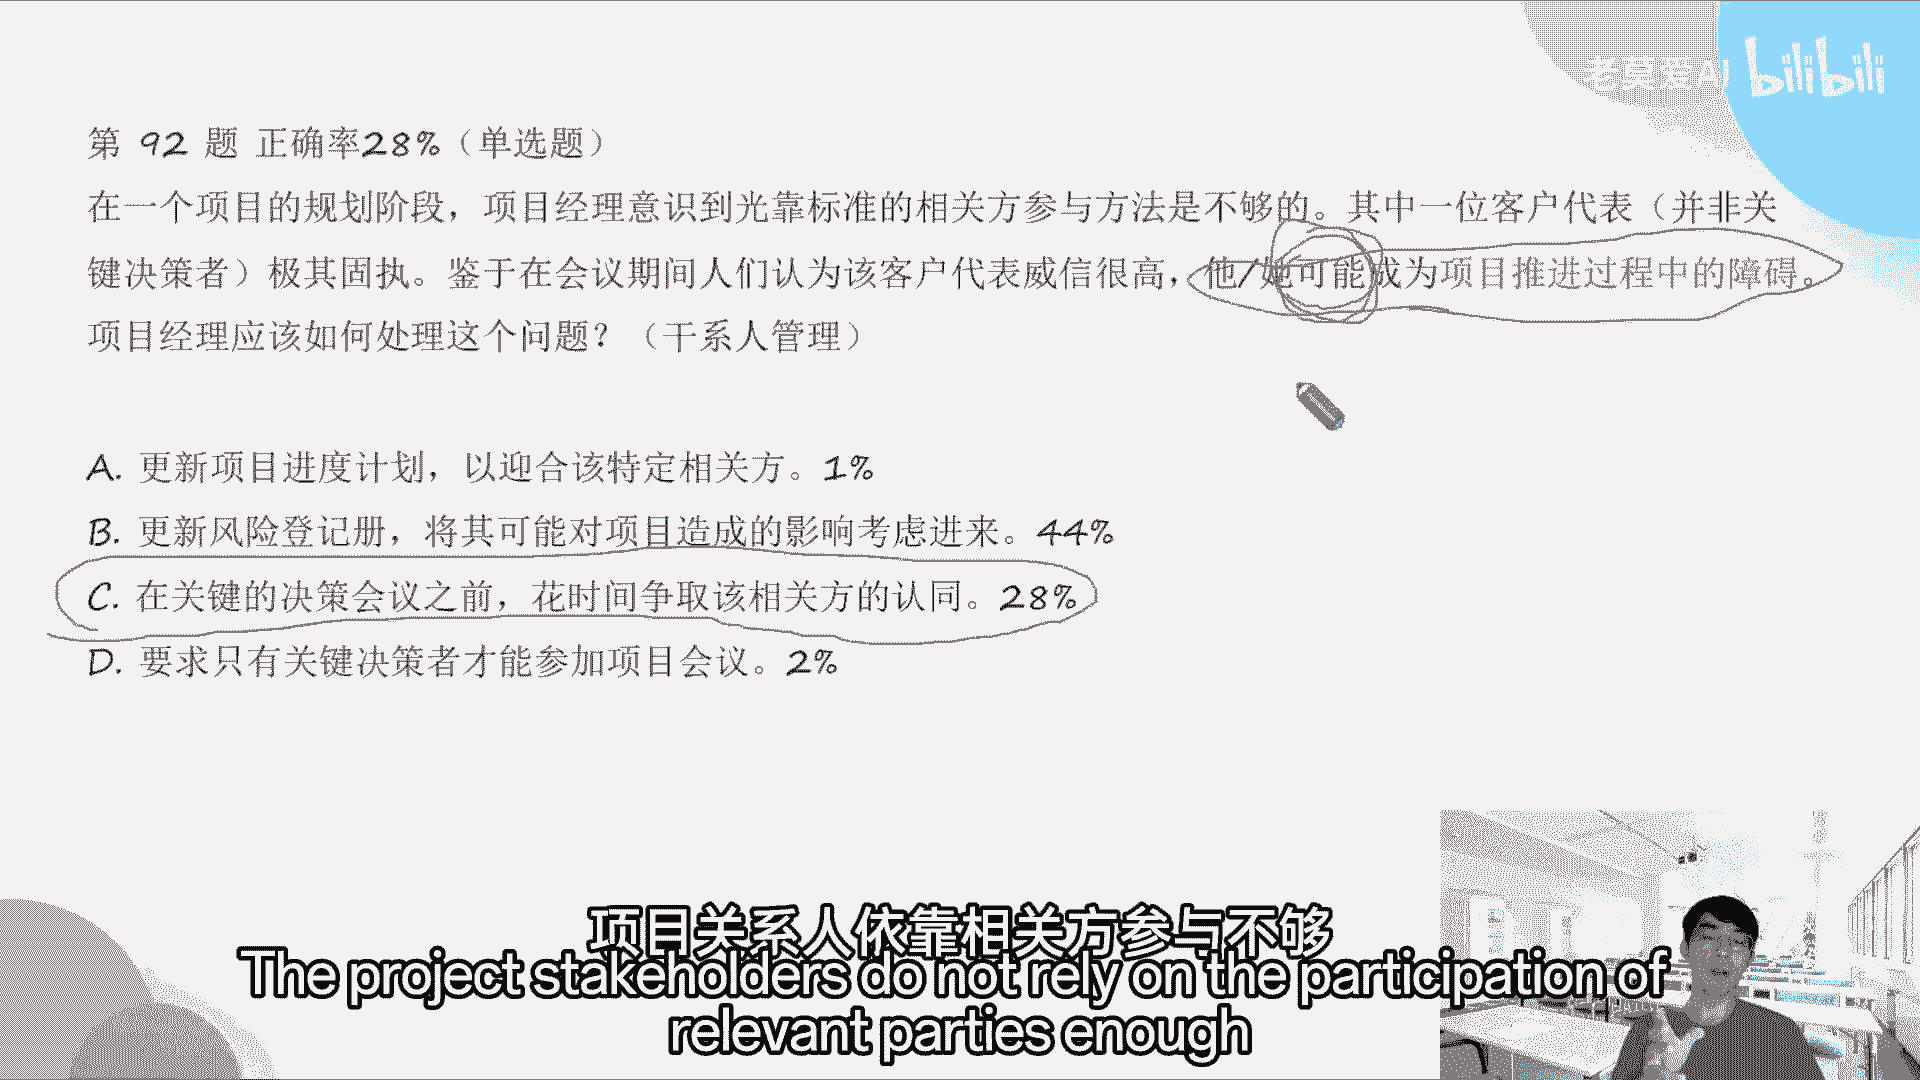 老莫爱AI bilibili
第 92 题 正确率28%（单选题）
在一个项目的规划阶段，项目经理意识到光靠标准的相关方参与方法是不够的。其中一位客户代表（并非关
键决策者）极其固执。鉴于在会议期间人们认为该客户代表威信很高，他/她可能成为项目推进过程中的障碍。
项目经理应该如何处理这个问题？（干系人管理）
A. 更新项目进度计划，以迎合该特定相关方。1%
B. 更新风险登记册，将其可能对项目造成的影响考虑进来。44%
C. 在关键的决策会议之前，花时间争取该相关方的认同。28%
D. 要求只有关键决策者才能参加项目会议。2%
项目关系人依靠相关方参与不够
The project stakeholders do not rely on the participation of
relevant parties enough